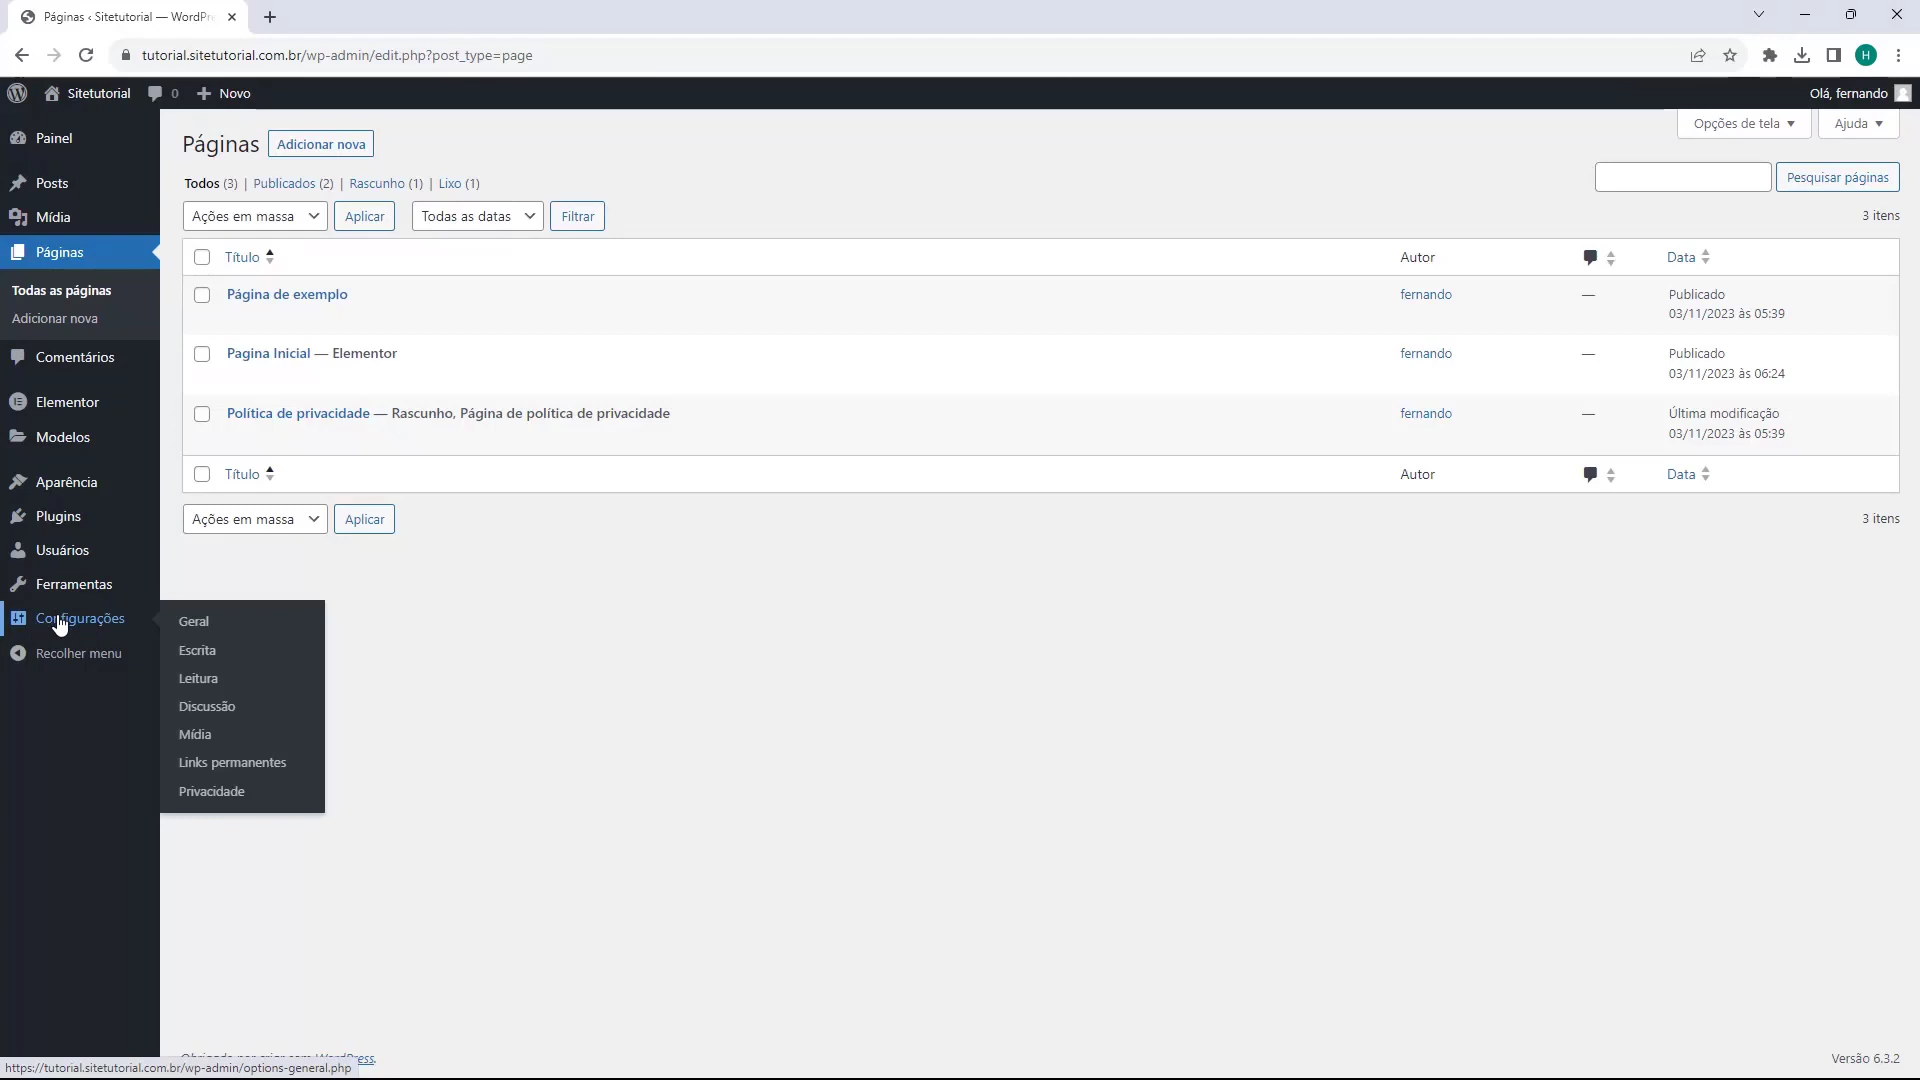 Páginas ‹ Sitetutorial — WordPr
tutorial.sitetutorial.com.br/wp-admin/edit.php?post_type=page
H
Sitetutorial 0 Novo
Olá, fernando
Painel
Posts
Mídia
Páginas
Todas as páginas
Adicionar nova
Comentários
Elementor
Modelos
Aparência
Plugins
Usuários
Ferramentas
Configurações
Recolher menu
Geral
Escrita
Leitura
Discussão
Mídia
Links permanentes
Privacidade
Opções de tela Ajuda
Páginas Adicionar nova
Todos (3) | Publicados (2) | Rascunho (1) | Lixo (1)
Pesquisar páginas
Ações em massa Aplicar Todas as datas Filtrar
3 itens
Título Autor Data
Página de exemplo fernando — Publicado
03/11/2023 às 05:39
Pagina Inicial — Elementor fernando — Publicado
03/11/2023 às 06:24
Política de privacidade — Rascunho, Página de política de privacidade fernando — Última modificação
03/11/2023 às 05:39
Título Autor Data
Ações em massa Aplicar
3 itens
Obrigado por criar com WordPress.
Versão 6.3.2
https://tutorial.sitetutorial.com.br/wp-admin/options-general.php